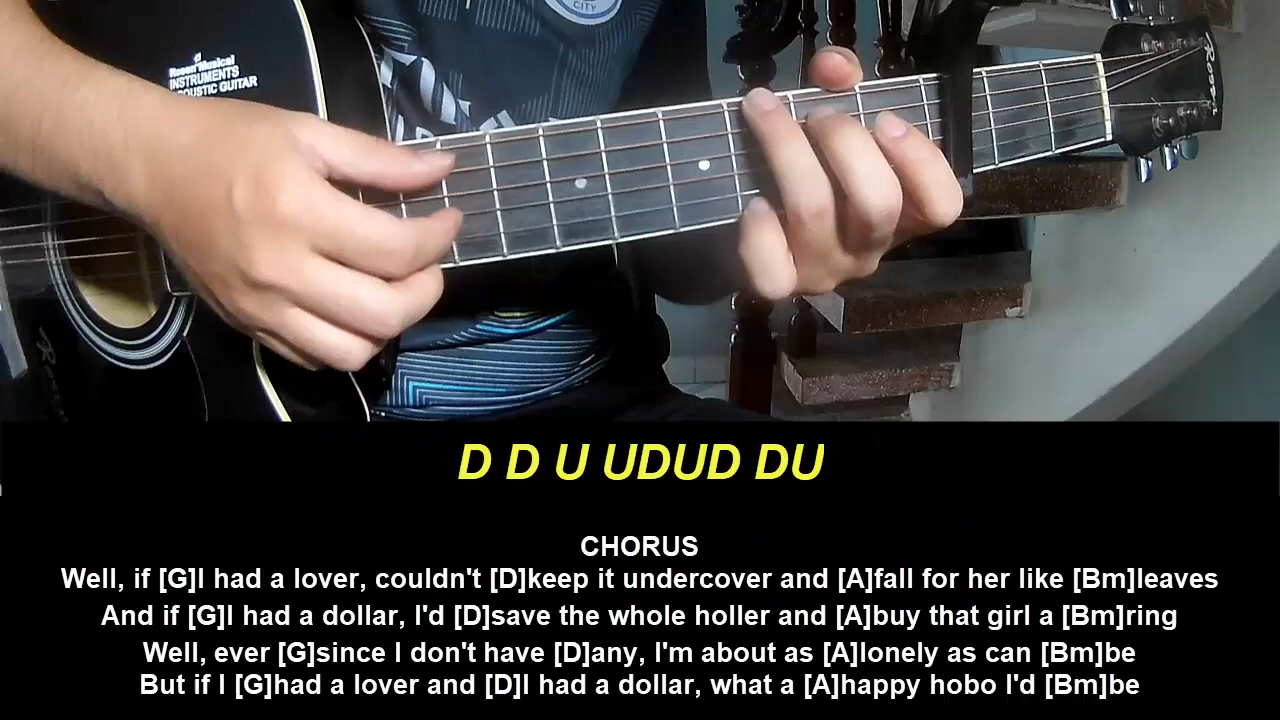 CITY
Rosen Musical
INSTRUMENTS
ACOUSTIC GUITAR
D D U UDUD DU
CHORUS
Well, if [G]I had a lover, couldn't [D]keep it undercover and [A]fall for her like [Bm]leaves
And if [G]I had a dollar, I'd [D]save the whole holler and [A]buy that girl a [Bm]ring
Well, ever [G]since I don't have [D]any, I'm about as [A]lonely as can [Bm]be
But if I [G]had a lover and [D]I had a dollar, what a [A]happy hobo I'd [Bm]be